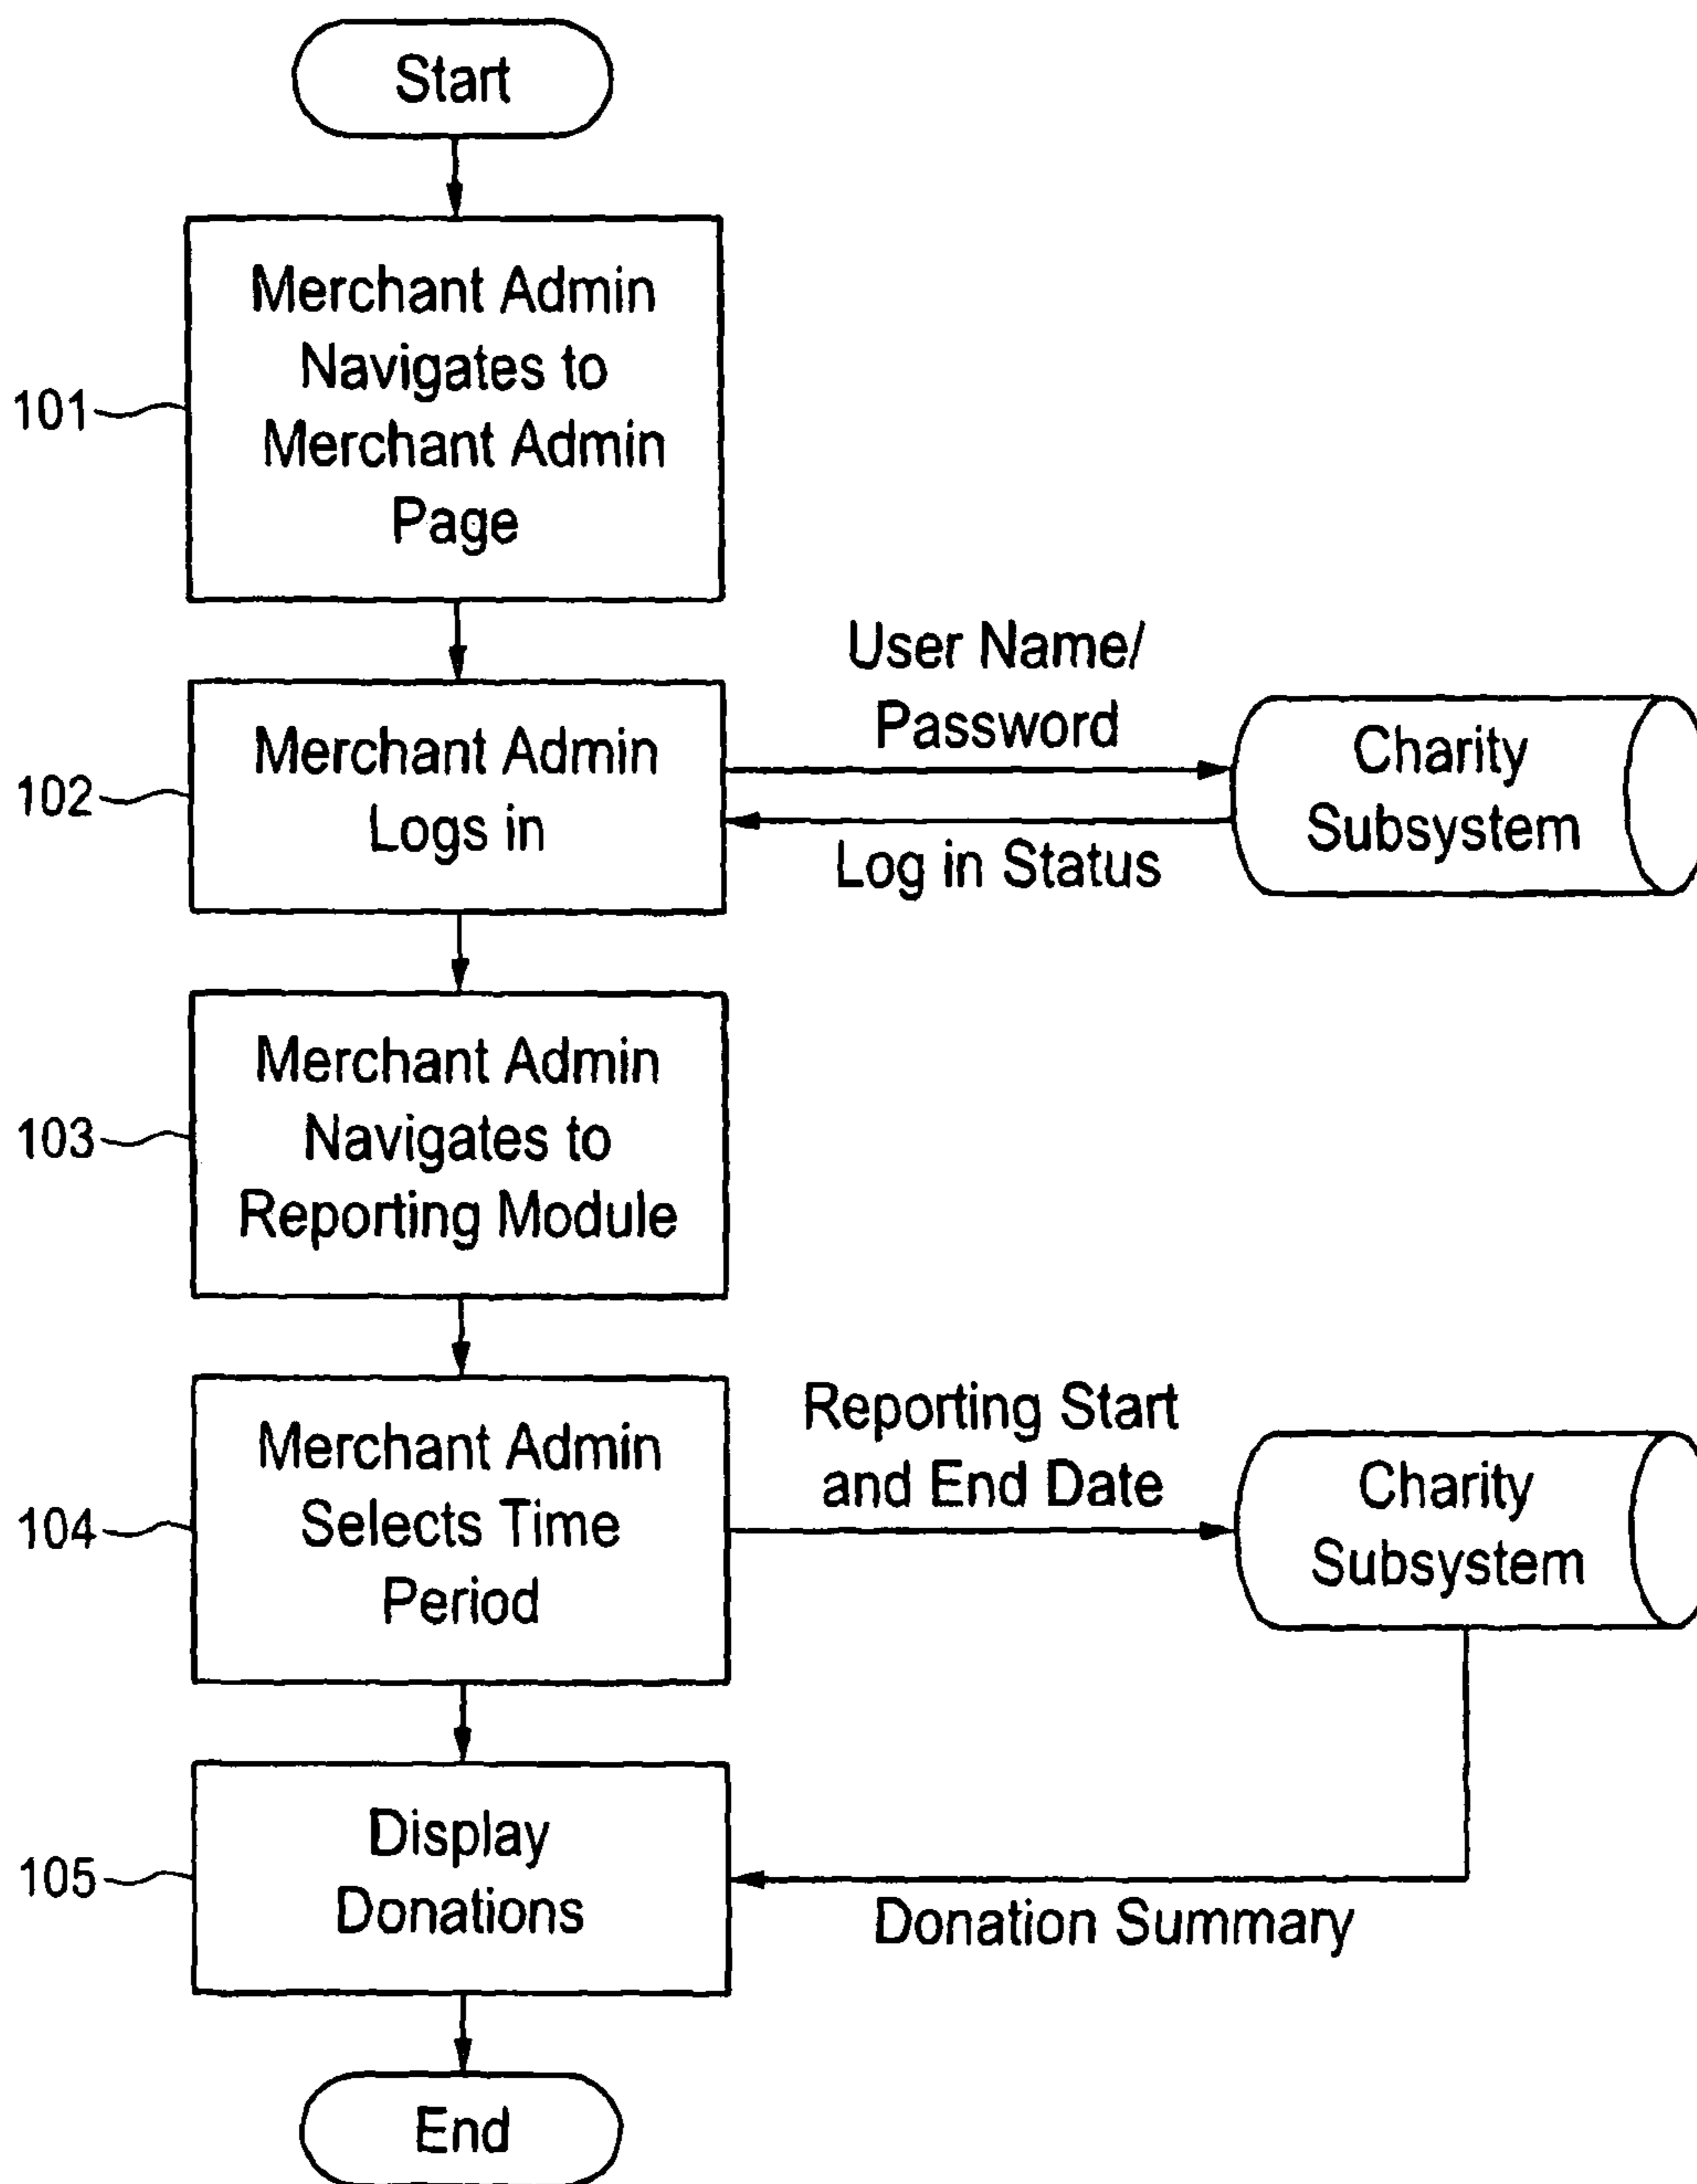 Start
Merchant Admin
Navigates to
Merchant Admin
Page
101
User Name/
Password
Merchant Admin
Logs in
102
Charity
Subsystem
Log in Status
Merchant Admin
Navigates to
Reporting Module
103
Reporting Start
and End Date
Merchant Admin
Selects Time
Period
104
Charity
Subsystem
Display
Donations
105
Donation Summary
End